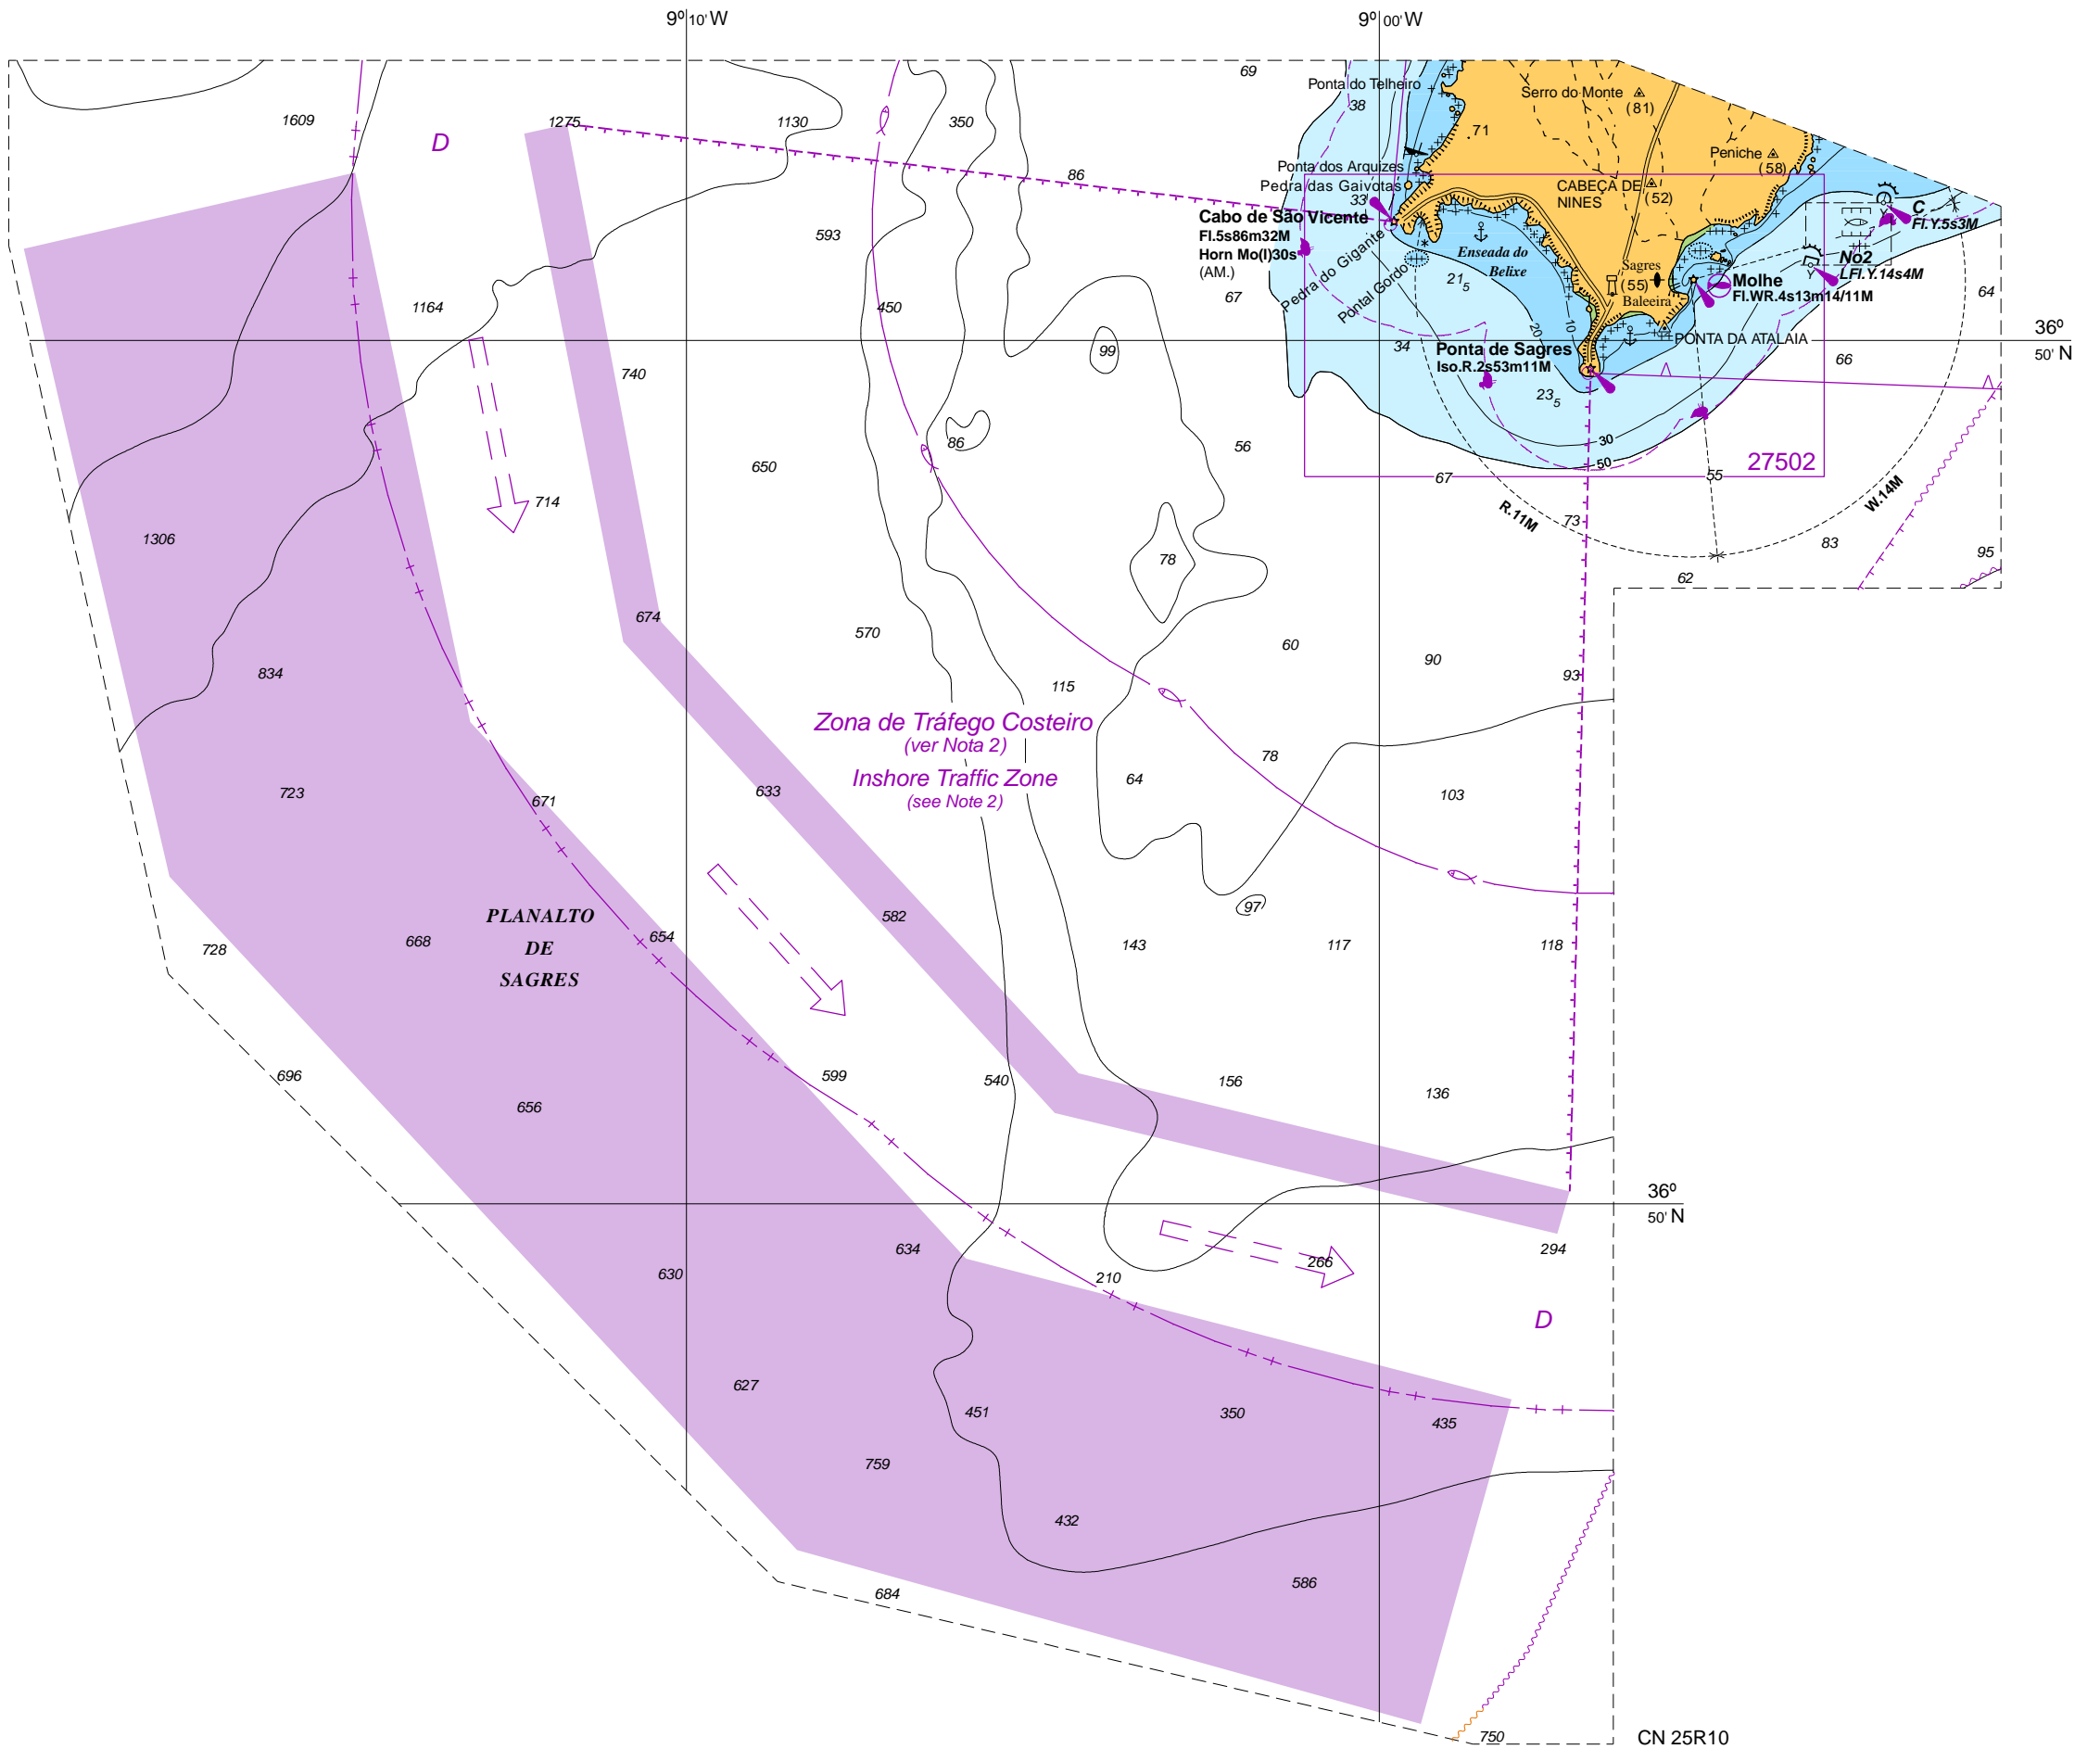 9º 10' W
9º 00' W
69
Ponta do Telheiro
38
Serro do Monte
(81)
1609
1275
1130
350
D
71
Peniche
(58)
Ponta dos Arquizes
86
Pedra das Gaivotas
33
CABEÇA DE
NINES
(52)
Cabo de São Vicente
Fl.5s86m32M
Horn Mo(I)30s
(AM.)
C
Fl.Y.5s3M
593
Pedra do Gigante
Pontal Gordo
Enseada do
Belixe
21₅
Sagres
(55)
Baleeira
No2
LFl.Y.14s4M
Molhe
Fl.WR.4s13m14/11M
67
64
1164
450
20
10
36º
50' N
PONTA DA ATALAIA
34
99
Ponta de Sagres
Iso.R.2s53m11M
66
740
23₅
86
56
30
50
27502
650
67
55
714
R.11M
W.14M
73
1306
78
83
95
62
674
570
60
90
93
834
115
Zona de Tráfego Costeiro
(ver Nota 2)
Inshore Traffic Zone
(see Note 2)
78
64
723
671
633
103
97
PLANALTO
DE
SAGRES
582
668
654
728
143
117
118
696
599
540
156
136
656
36º
50' N
634
294
630
210
266
D
627
451
350
435
759
432
586
684
750
CN 25R10